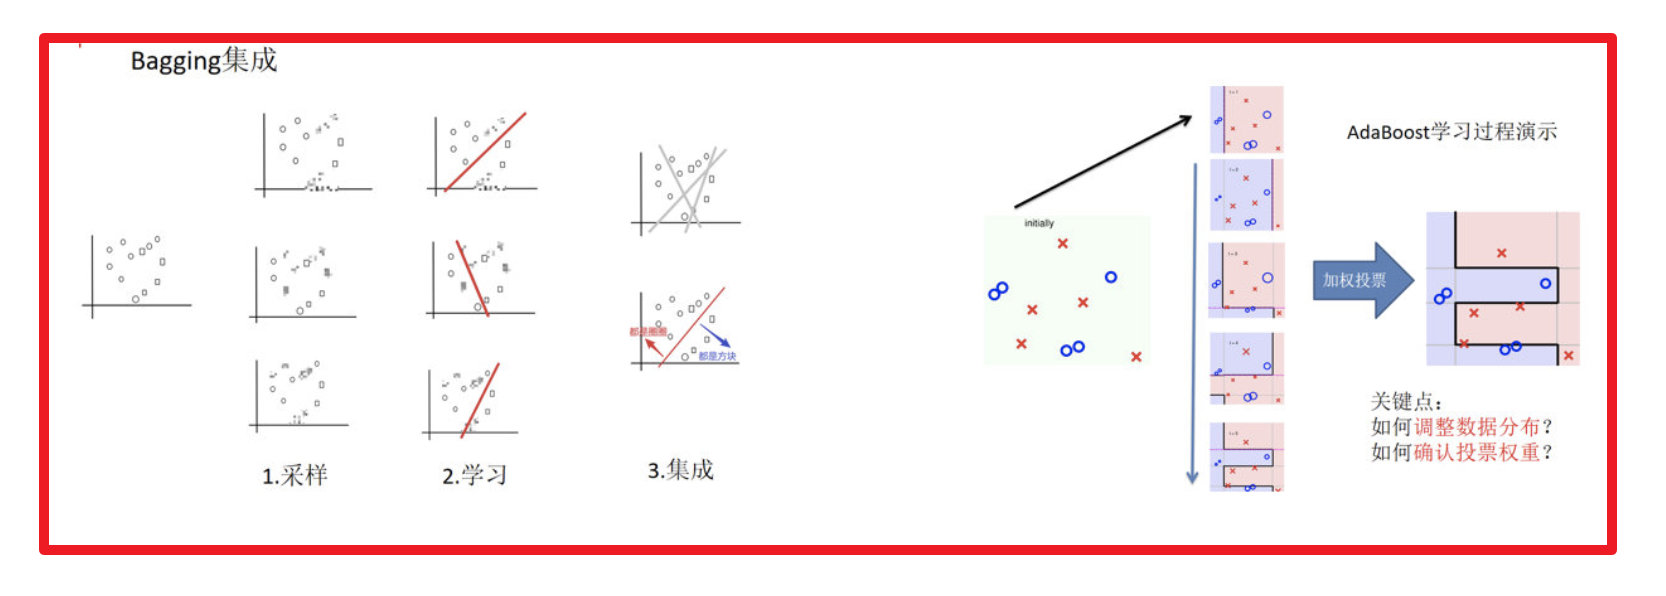 Bagging集成
都是圈圈
都是方块
1.采样
2.学习
3.集成
initially
加权投票
AdaBoost学习过程演示
关键点：
如何调整数据分布？
如何确认投票权重？